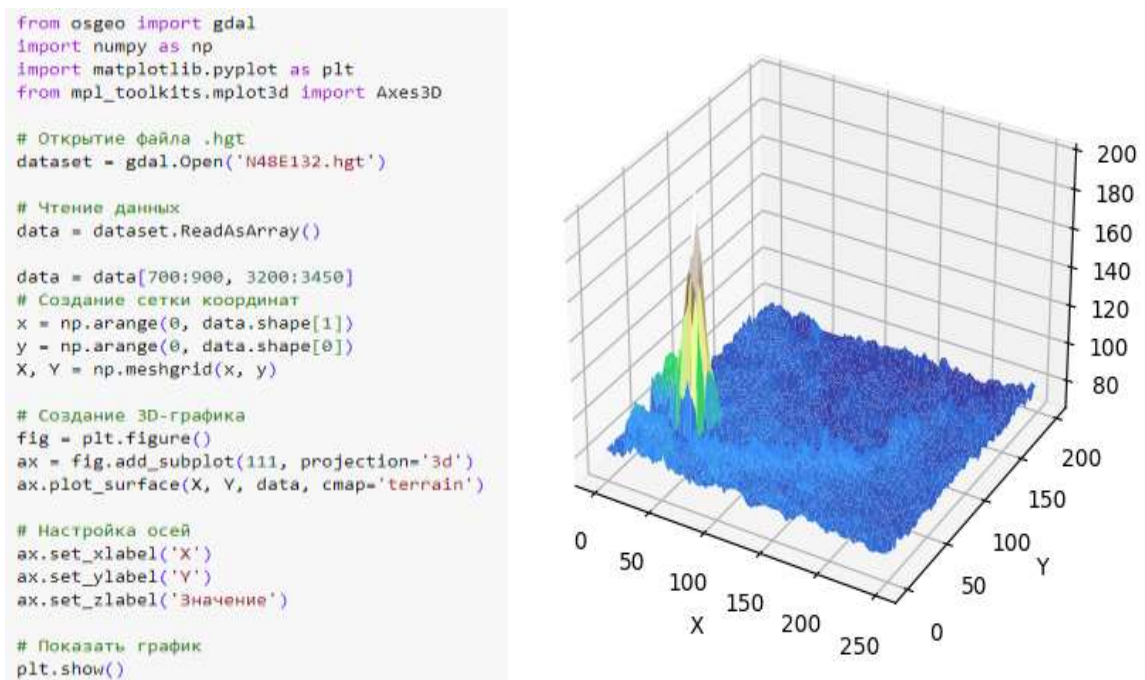 from osgeo import gdal
import numpy as np
import matplotlib.pyplot as plt
from mpl_toolkits.mplot3d import Axes3D
# Открытие файла .hgt
dataset = gdal.Open('N48E132.hgt')
# Чтение данных
data = dataset.ReadAsArray()
data = data[700:900, 3200:3450]
# Создание сетки координат
x = np.arange(0, data.shape[1])
y = np.arange(0, data.shape[0])
X, Y = np.meshgrid(x, y)
# Создание 3D-графика
fig = plt.figure()
ax = fig.add_subplot(111, projection='3d')
ax.plot_surface(X, Y, data, cmap='terrain')
# Настройка осей
ax.set_xlabel('X')
ax.set_ylabel('Y')
ax.set_zlabel('Значение')
# Показать график
plt.show()
200
180
160
140
120
100
80
0
50
100
150
200
250
X
0
50
100
150
200
Y